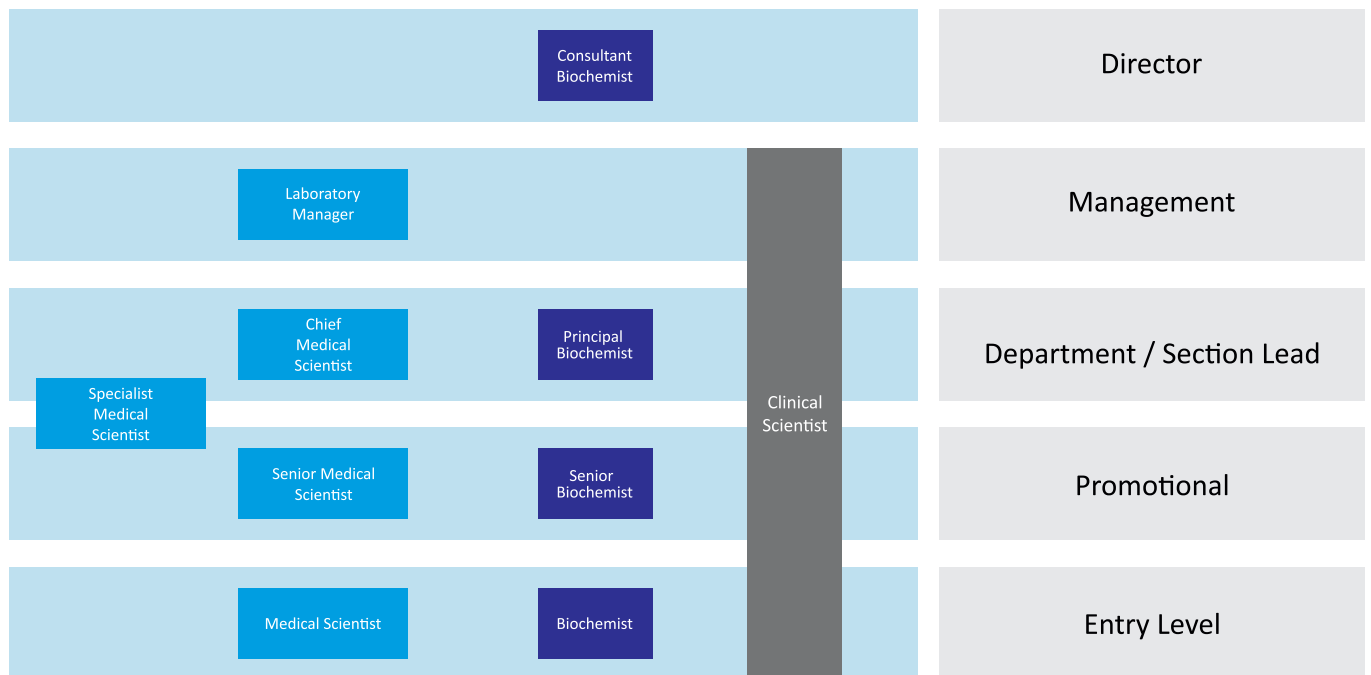 Consultant
Biochemist
Director
Laboratory
Manager
Management
Chief
Medical
Scientist
Principal
Biochemist
Department / Section Lead
Specialist
Medical
Scientist
Clinical
Scientist
Senior Medical
Scientist
Senior
Biochemist
Promotional
Medical Scientist
Biochemist
Entry Level